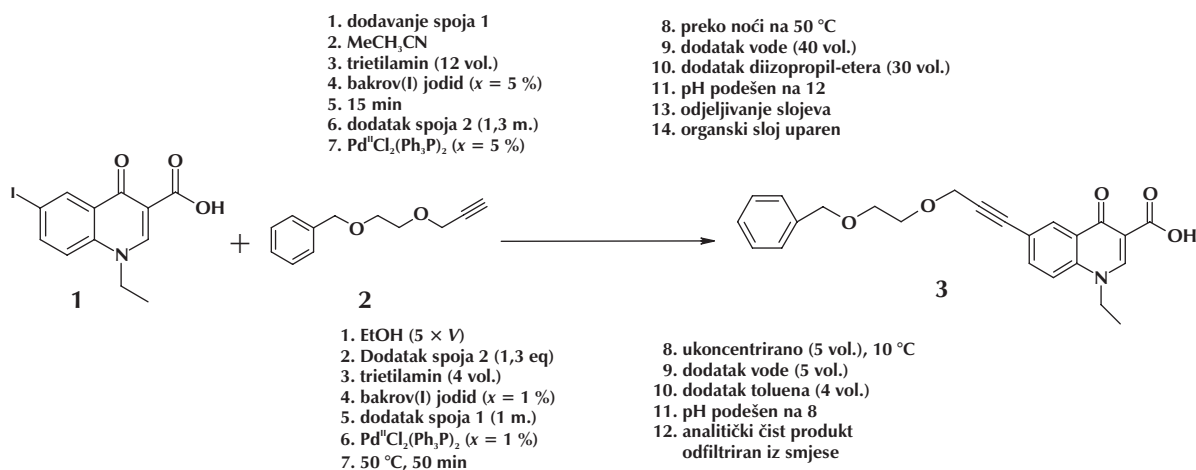 1. dodavanje spoja 1
2. MeCH₃CN
3. trietilamin (12 vol.)
4. bakrov(I) jodid (x = 5 %)
5. 15 min
6. dodatak spoja 2 (1,3 m.)
7. PdᴵᴵCl₂(Ph₃P)₂ (x = 5 %)
8. preko noći na 50 °C
9. dodatak vode (40 vol.)
10. dodatak diizopropil-etera (30 vol.)
11. pH podešen na 12
13. odjeljivanje slojeva
14. organski sloj uparen
I
O
O
OH
N
1
+
O
O
2
O
O
O
O
OH
N
3
1. EtOH (5 × V)
2. Dodatak spoja 2 (1,3 eq)
3. trietilamin (4 vol.)
4. bakrov(I) jodid (x = 1 %)
5. dodatak spoja 1 (1 m.)
6. PdᴵᴵCl₂(Ph₃P)₂ (x = 1 %)
7. 50 °C, 50 min
8. ukoncentrirano (5 vol.), 10 °C
9. dodatak vode (5 vol.)
10. dodatak toluena (4 vol.)
11. pH podešen na 8
12. analitički čist produkt
odfiltriran iz smjese